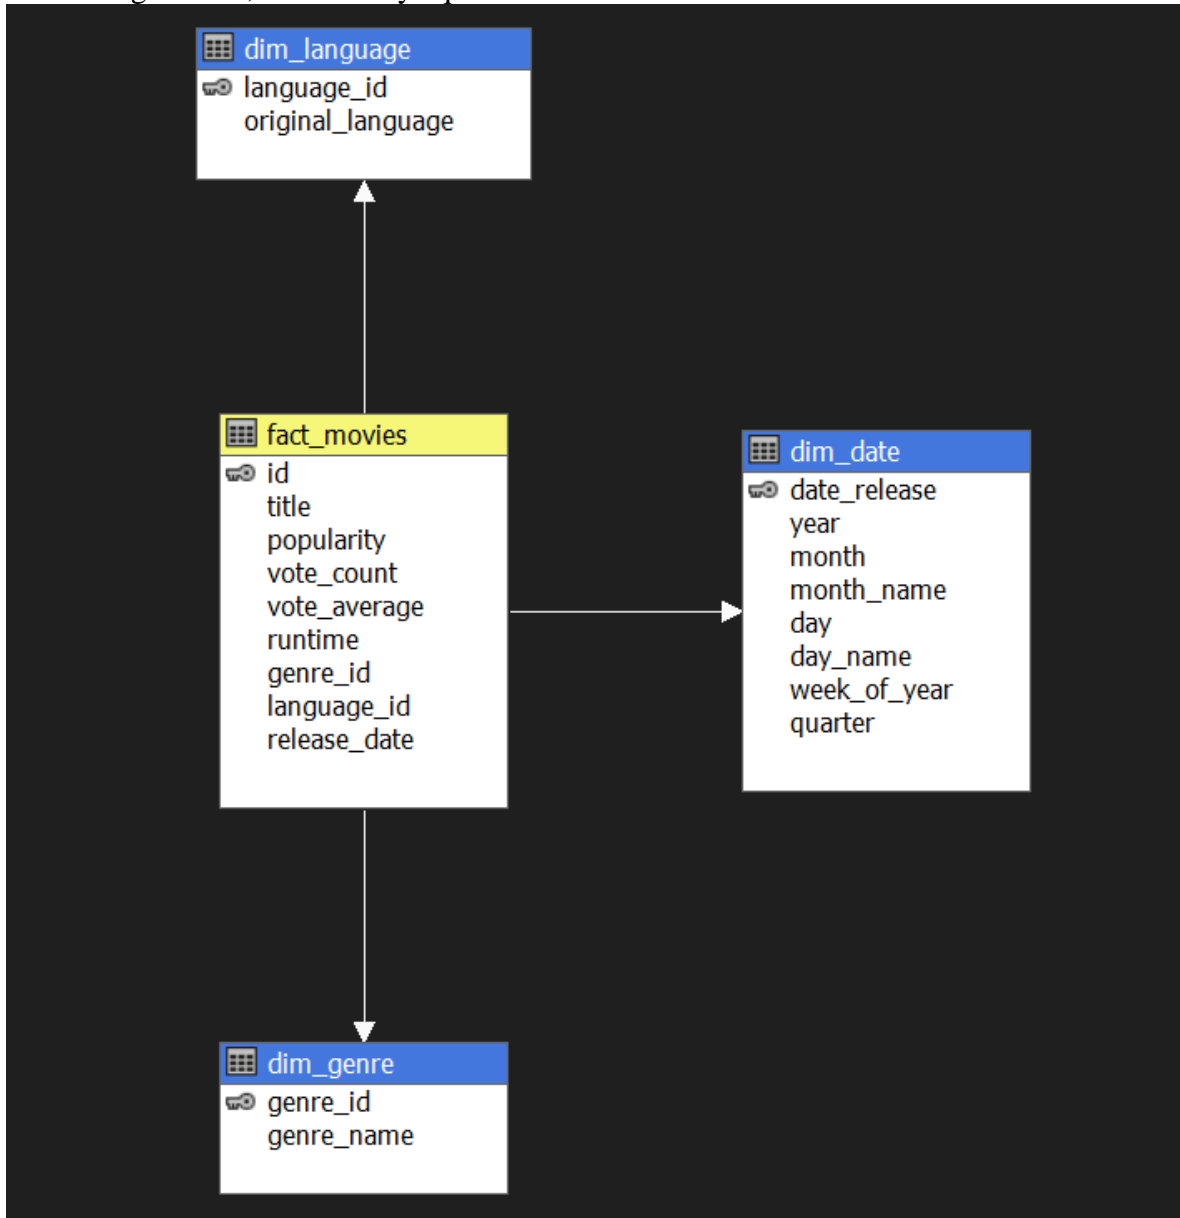 dim_language
language_id
original_language
fact_movies
id
title
popularity
vote_count
vote_average
runtime
genre_id
language_id
release_date
dim_date
date_release
year
month
month_name
day
day_name
week_of_year
quarter
dim_genre
genre_id
genre_name